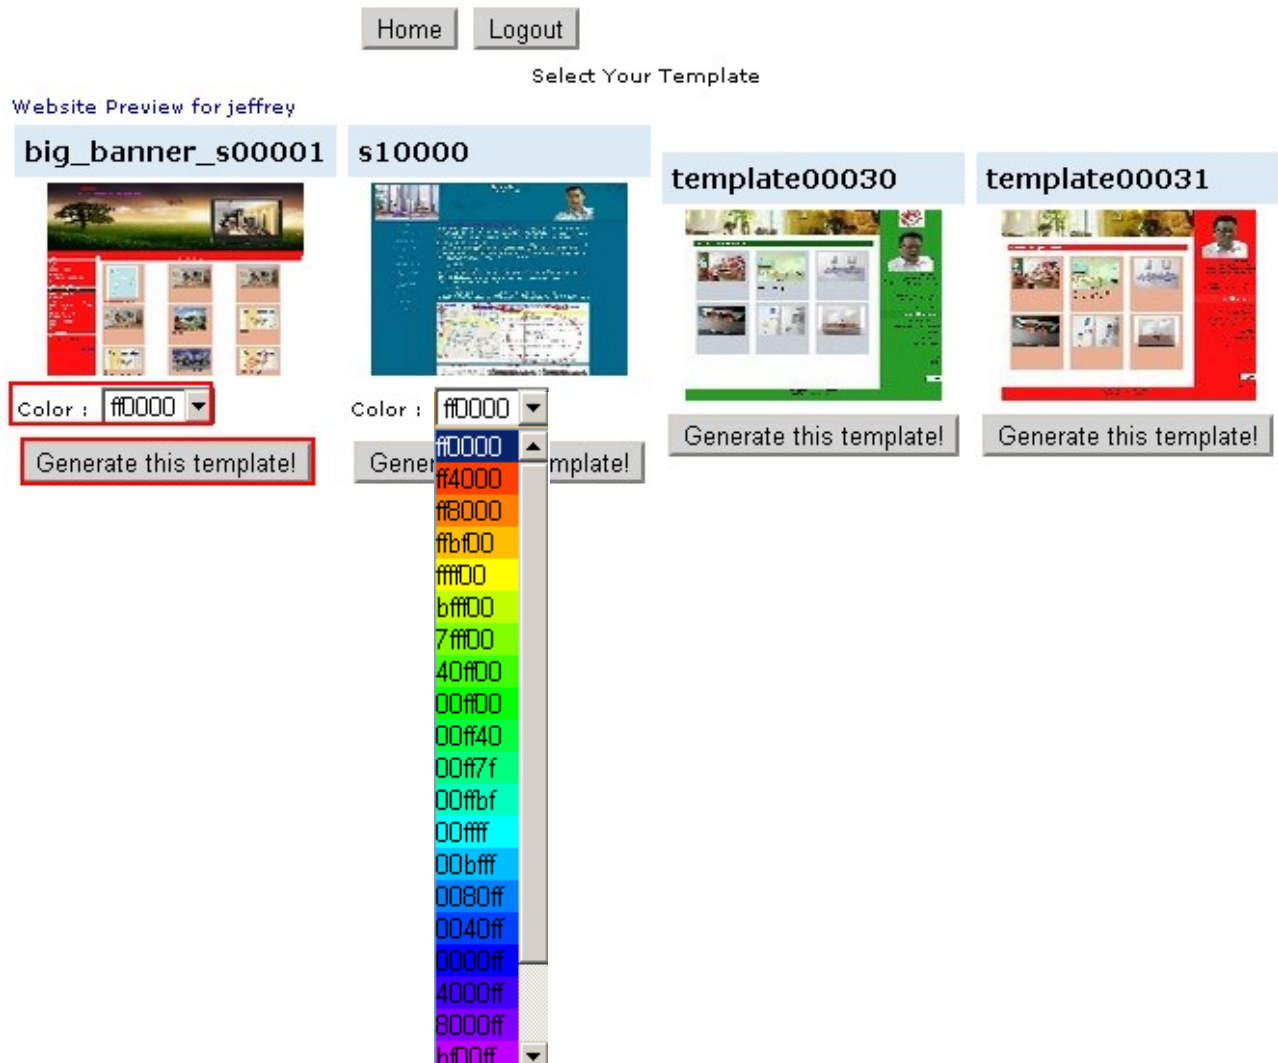 Home Logout
Select Your Template
Website Preview for jeffrey
big_banner_s00001 s10000 template00030 template00031
Color : ff0000
Color : ff0000
Generate this template!
Gener mplate!
Generate this template!
Generate this template!
ff0000
ff4000
ff8000
ffbf00
ffff00
bfff00
7fff00
40ff00
00ff00
00ff40
00ff7f
00ffbf
00ffff
00bfff
0080ff
0040ff
0000ff
4000ff
8000ff
bf00ff